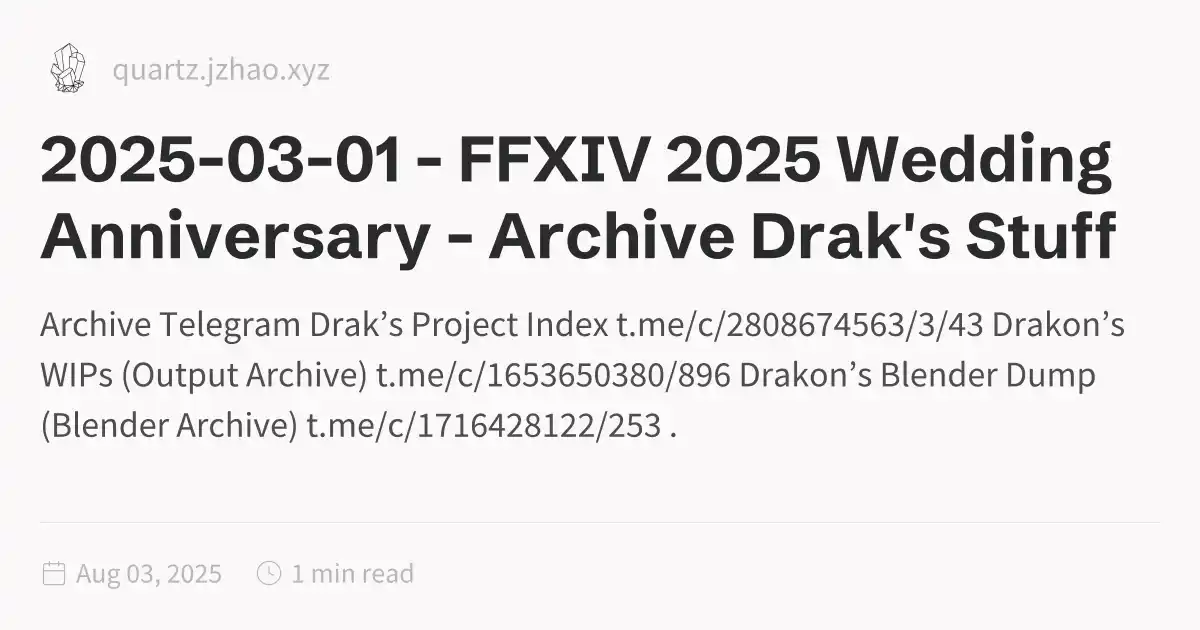 quartz.jzhao.xyz
2025-03-01 - FFXIV 2025 Wedding
Anniversary - Archive Drak's Stuff
Archive Telegram Drak’s Project Index t.me/c/2808674563/3/43 Drakon’s
WIPs (Output Archive) t.me/c/1653650380/896 Drakon’s Blender Dump
(Blender Archive) t.me/c/1716428122/253 .
Aug 03, 2025 1 min read